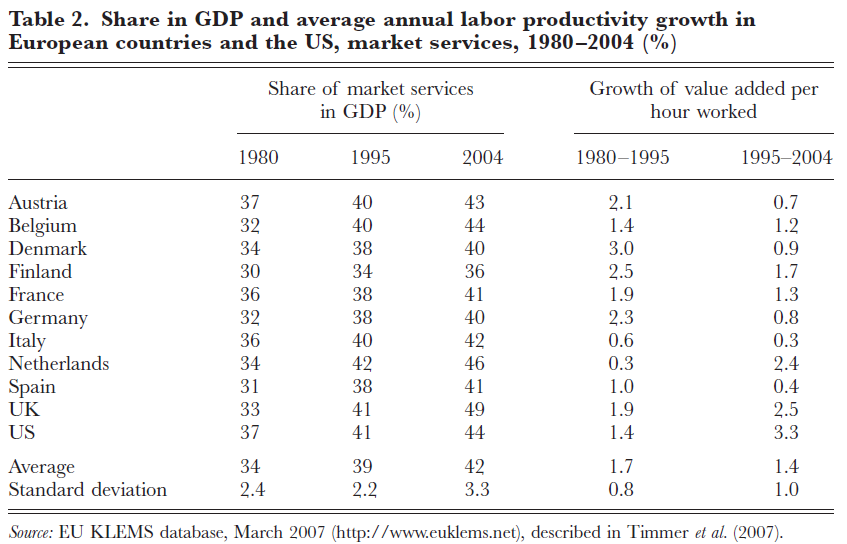 Table 2. Share in GDP and average annual labor productivity growth in
European countries and the US, market services, 1980–2004 (%)
Share of market services Growth of value added per
in GDP (%) hour worked
1980 1995 2004 1980–1995 1995–2004
Austria 37 40 43 2.1 0.7
Belgium 32 40 44 1.4 1.2
Denmark 34 38 40 3.0 0.9
Finland 30 34 36 2.5 1.7
France 36 38 41 1.9 1.3
Germany 32 38 40 2.3 0.8
Italy 36 40 42 0.6 0.3
Netherlands 34 42 46 0.3 2.4
Spain 31 38 41 1.0 0.4
UK 33 41 49 1.9 2.5
US 37 41 44 1.4 3.3
Average 34 39 42 1.7 1.4
Standard deviation 2.4 2.2 3.3 0.8 1.0
Source: EU KLEMS database, March 2007 (http://www.euklems.net), described in Timmer et al. (2007).